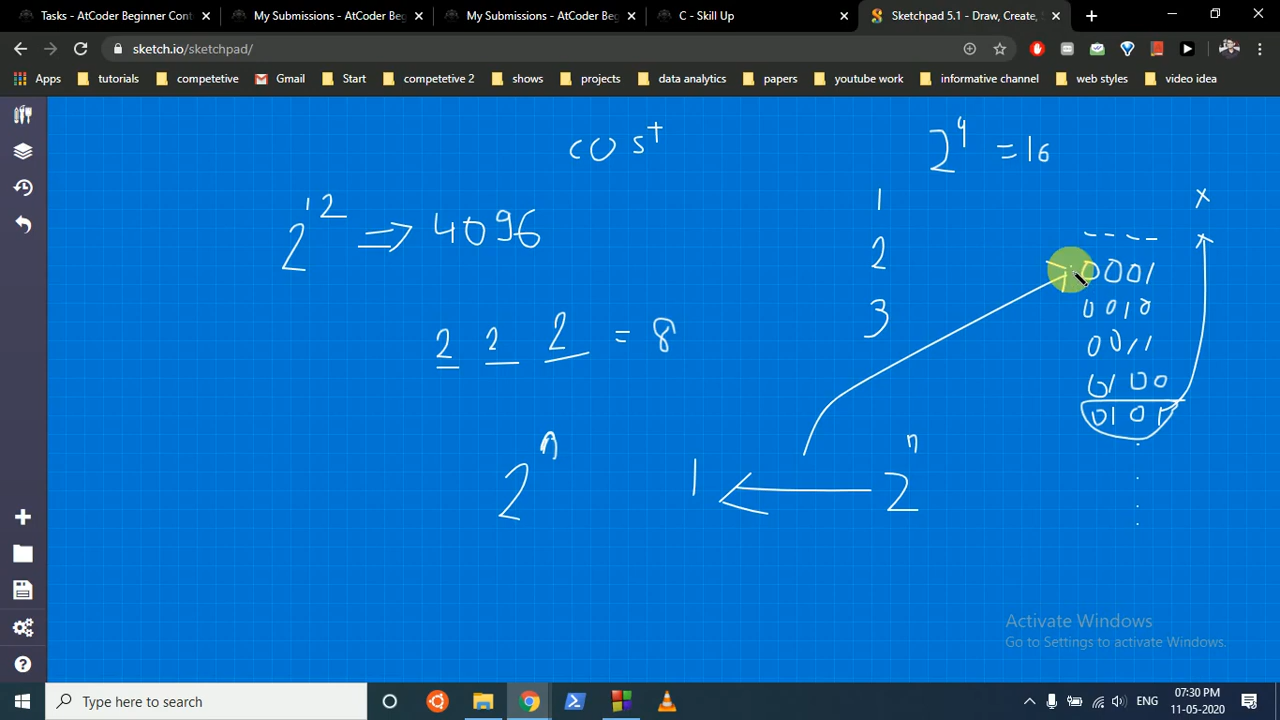 Tasks - AtCoder Beginner Cont
My Submissions - AtCoder Beg
My Submissions - AtCoder Beg
C - Skill Up
Sketchpad 5.1 - Draw, Create, S
sketch.io/sketchpad/
Apps tutorials competetive Gmail Start competetive 2 shows projects data analytics papers youtube work informative channel web styles video idea
cost
2^4 = 16
2^12 => 4096
1
2
3
x
0001
0010
0011
0100
0101
2 2 2 = 8
2^n
1 ← 2^n
Activate Windows
Go to Settings to activate Windows.
Type here to search
ENG
07:30 PM
11-05-2020